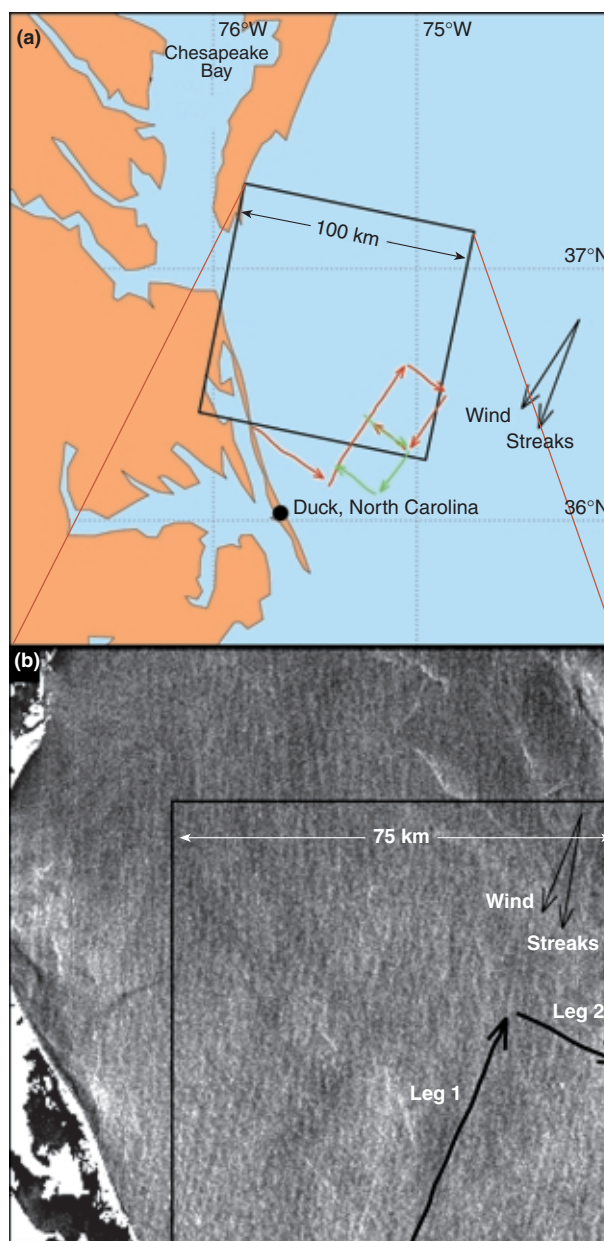 (a)
76°W
75°W
Chesapeake
Bay
100 km
37°N
Wind
Streaks
Duck, North Carolina
36°N
(b)
75 km
Wind
Streaks
Leg 2
Leg 1